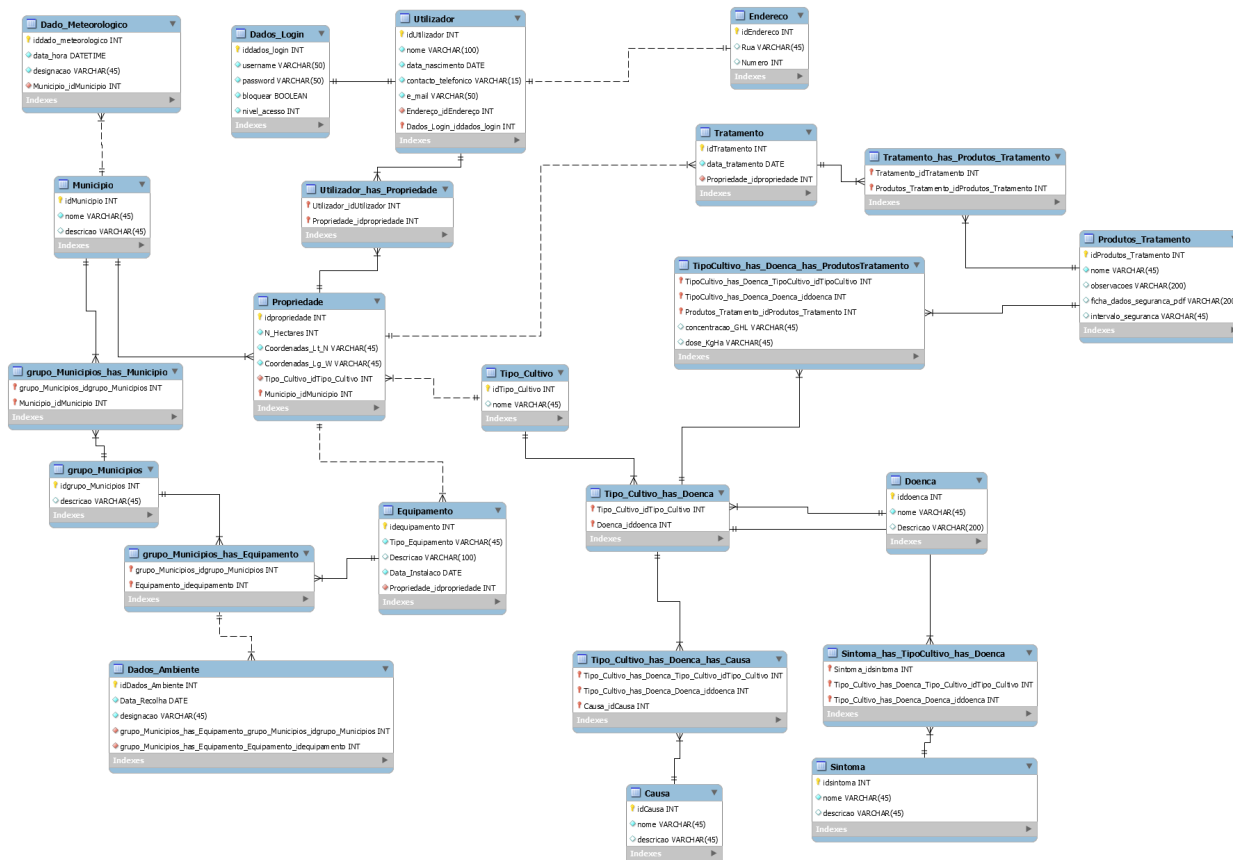 Dado_Meteorologico
iddado_meteorologico INT
data_hora DATETIME
designacao VARCHAR(45)
Municipio_idMunicipio INT
Indexes
Dados_Login
iddados_login INT
username VARCHAR(50)
password VARCHAR(50)
bloquear BOOLEAN
nivel_acesso INT
Indexes
Utilizador
idUtilizador INT
nome VARCHAR(100)
data_nascimento DATE
contacto_telefonico VARCHAR(15)
e_mail VARCHAR(50)
Endereço_idEndereço INT
Dados_Login_iddados_login INT
Indexes
Endereco
idEndereco INT
Rua VARCHAR(45)
Numero INT
Indexes
Tratamento
idTratamento INT
data_tratamento DATE
Propriedade_idpropriedade INT
Indexes
Tratamento_has_Produtos_Tratamento
Tratamento_idTratamento INT
Produtos_Tratamento_idProdutos_Tratamento INT
Indexes
Municipio
idMunicipio INT
nome VARCHAR(45)
descricao VARCHAR(45)
Indexes
Utilizador_has_Propriedade
Utilizador_idUtilizador INT
Propriedade_idpropriedade INT
Indexes
Produtos_Tratamento
idProdutos_Tratamento INT
nome VARCHAR(45)
observacoes VARCHAR(200)
ficha_dados_seguranca_pdf VARCHAR(200
intervalo_seguranca VARCHAR(45)
Indexes
TipoCultivo_has_Doenca_has_ProdutosTratamento
TipoCultivo_has_Doenca_TipoCultivo_idTipoCultivo INT
TipoCultivo_has_Doenca_Doenca_iddoenca INT
Produtos_Tratamento_idProdutos_Tratamento INT
concentracao_GHL VARCHAR(45)
dose_KgHa VARCHAR(45)
Indexes
Propriedade
idpropriedade INT
N_Hectares INT
Coordenadas_Lt_N VARCHAR(45)
Coordenadas_Lg_W VARCHAR(45)
Tipo_Cultivo_idTipo_Cultivo INT
Municipio_idMunicipio INT
Indexes
grupo_Municipios_has_Municipio
grupo_Municipios_idgrupo_Municipios INT
Municipio_idMunicipio INT
Indexes
Tipo_Cultivo
idTipo_Cultivo INT
nome VARCHAR(45)
Indexes
grupo_Municipios
idgrupo_Municipios INT
descricao VARCHAR(45)
Indexes
Equipamento
idequipamento INT
Tipo_Equipamento VARCHAR(45)
Descricao VARCHAR(100)
Data_Instalaco DATE
Propriedade_idpropriedade INT
Indexes
Tipo_Cultivo_has_Doenca
Tipo_Cultivo_idTipo_Cultivo INT
Doenca_iddoenca INT
Indexes
Doenca
iddoenca INT
nome VARCHAR(45)
Descricao VARCHAR(200)
Indexes
grupo_Municipios_has_Equipamento
grupo_Municipios_idgrupo_Municipios INT
Equipamento_idequipamento INT
Indexes
Dados_Ambiente
idDados_Ambiente INT
Data_Recolha DATE
designacao VARCHAR(45)
grupo_Municipios_has_Equipamento_grupo_Municipios_idgrupo_Municipios INT
grupo_Municipios_has_Equipamento_Equipamento_idequipamento INT
Indexes
Tipo_Cultivo_has_Doenca_has_Causa
Tipo_Cultivo_has_Doenca_Tipo_Cultivo_idTipo_Cultivo INT
Tipo_Cultivo_has_Doenca_Doenca_iddoenca INT
Causa_idCausa INT
Indexes
Sintoma_has_TipoCultivo_has_Doenca
Sintoma_idsintoma INT
Tipo_Cultivo_has_Doenca_Tipo_Cultivo_idTipo_Cultivo INT
Tipo_Cultivo_has_Doenca_Doenca_iddoenca INT
Indexes
Sintoma
idsintoma INT
nome VARCHAR(45)
descricao VARCHAR(45)
Indexes
Causa
idCausa INT
nome VARCHAR(45)
descricao VARCHAR(45)
Indexes